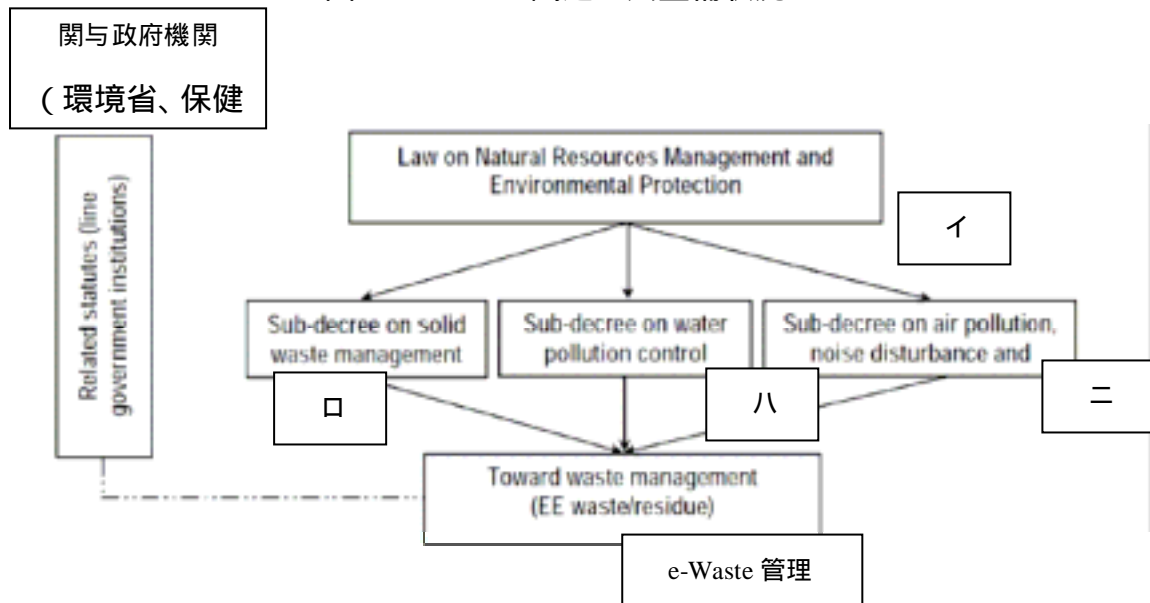 関与政府機関
(環境省、保健
Related statutes (line
government institutions)
Law on Natural Resources Management and
Environmental Protection
イ
Sub-decree on solid
waste management
Sub-decree on water
pollution control
Sub-decree on air pollution,
noise disturbance and
ロ
ハ
ニ
Toward waste management
(EE waste/residue)
e-Waste 管理